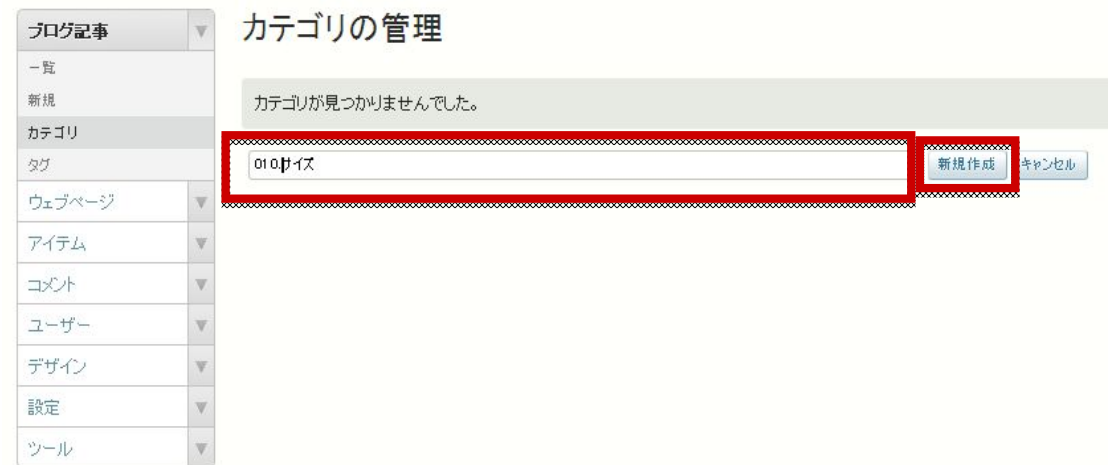 ブログ記事
一覧
新規
カテゴリ
タグ
ウェブページ
アイテム
コメント
ユーザー
デザイン
設定
ツール
カテゴリの管理
カテゴリが見つかりませんでした。
010.サイズ
新規作成
キャンセル